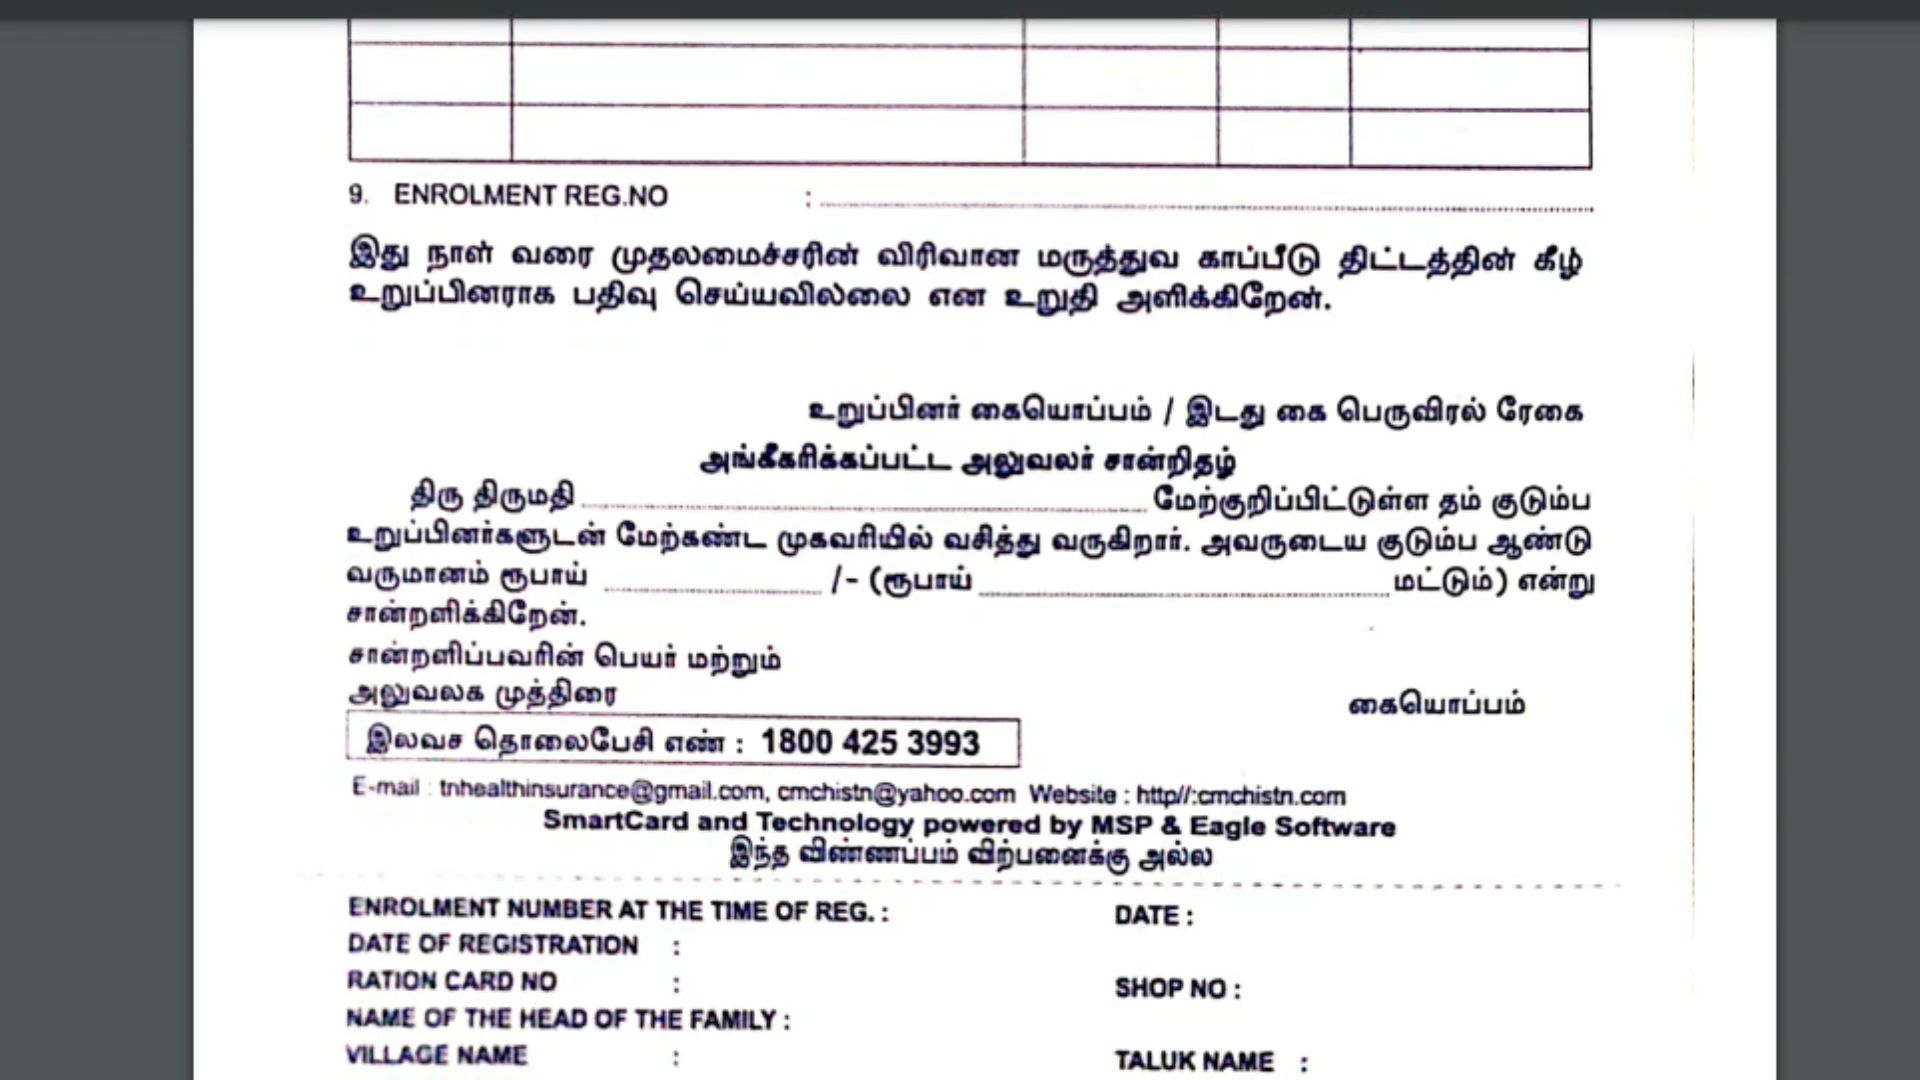 9. ENROLMENT REG.NO :
இது நாள் வரை முதலமைச்சரின் விரிவான மருத்துவ காப்பீடு திட்டத்தின் கீழ்
உறுப்பினராக பதிவு செய்யவில்லை என உறுதி அளிக்கிறேன்.
உறுப்பினர் கையொப்பம் / இடது கை பெருவிரல் ரேகை
அங்கீகரிக்கப்பட்ட அலுவலர் சான்றிதழ்
திரு திருமதி மேற்குறிப்பிட்டுள்ள தம் குடும்ப
உறுப்பினர்களுடன் மேற்கண்ட முகவரியில் வசித்து வருகிறார். அவருடைய குடும்ப ஆண்டு
வருமானம் ரூபாய் /- (ரூபாய் மட்டும்) என்று
சான்றளிக்கிறேன்.
சான்றளிப்பவரின் பெயர் மற்றும்
அலுவலக முத்திரை கையொப்பம்
இலவச தொலைபேசி எண் : 1800 425 3993
E-mail : tnhealthinsurance@gmail.com, cmchistn@yahoo.com Website : http//:cmchistn.com
SmartCard and Technology powered by MSP & Eagle Software
இந்த விண்ணப்பம் விற்பனைக்கு அல்ல
ENROLMENT NUMBER AT THE TIME OF REG. : DATE :
DATE OF REGISTRATION :
RATION CARD NO : SHOP NO :
NAME OF THE HEAD OF THE FAMILY :
VILLAGE NAME : TALUK NAME :